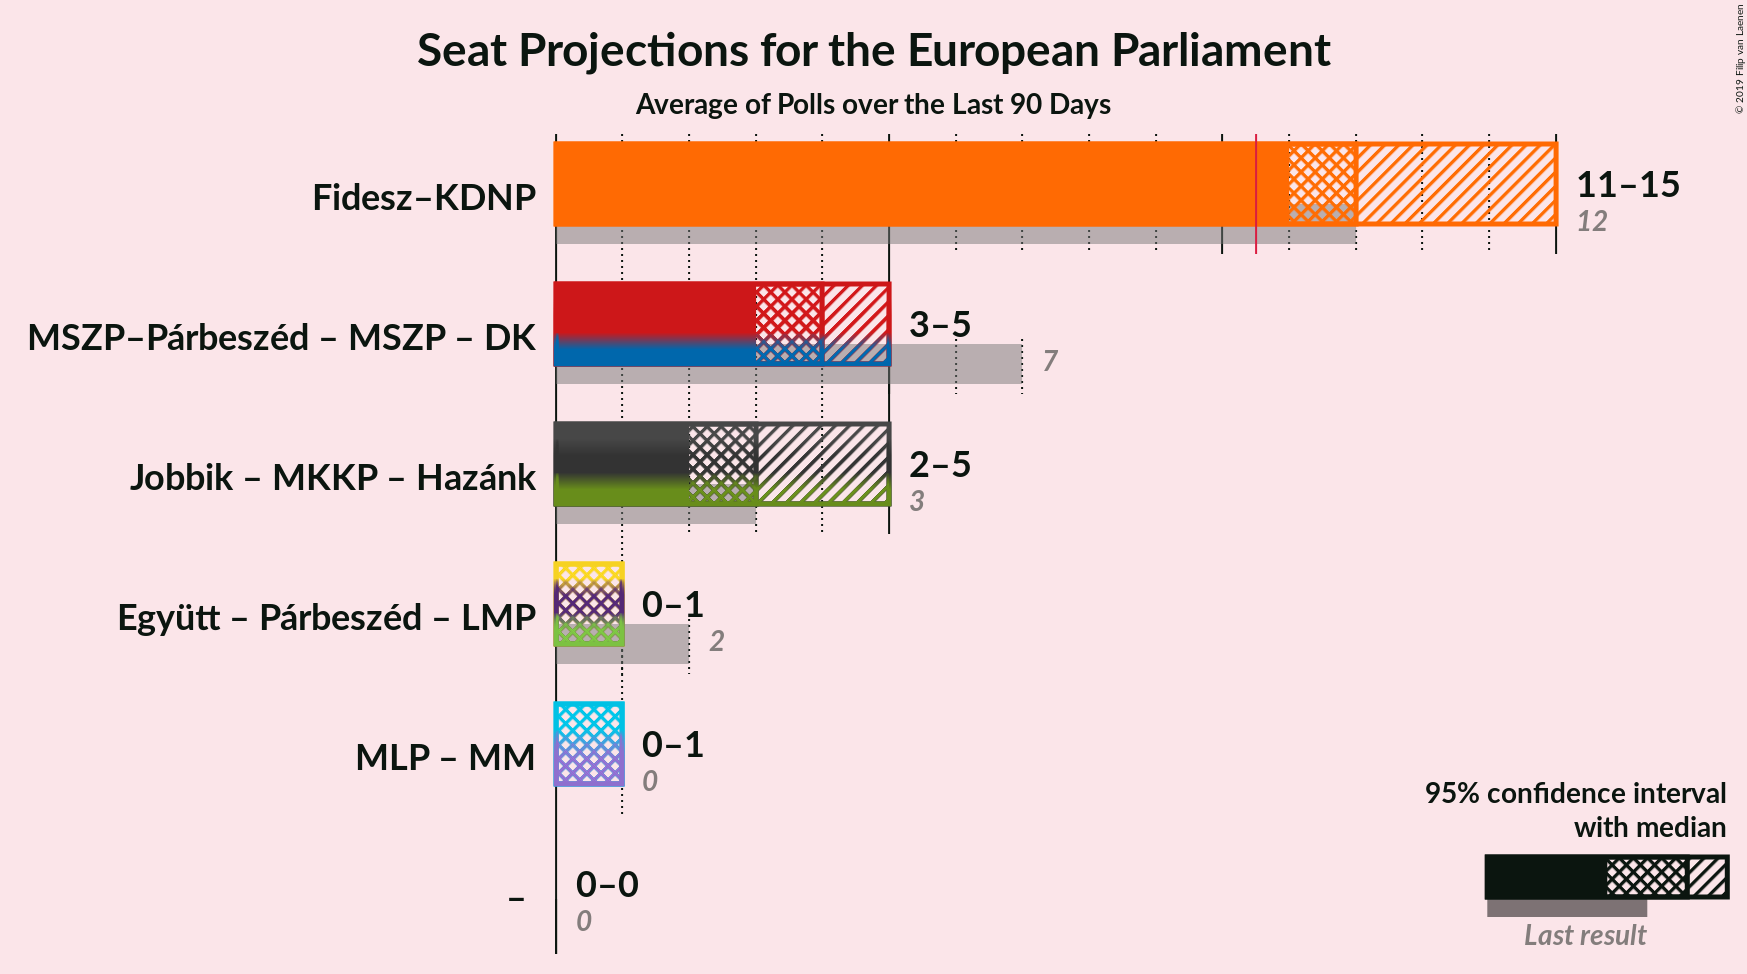 Seat Projections for the European Parliament
Average of Polls over the Last 90 Days
© 2019 Filip van Laenen
Fidesz–KDNP
11–15
12
MSZP–Párbeszéd – MSZP – DK
3–5
7
Jobbik – MKKP – Hazánk
2–5
3
Együtt – Párbeszéd – LMP
0–1
2
MLP – MM
0–1
0
–
0–0
0
95% confidence interval
with median
Last result